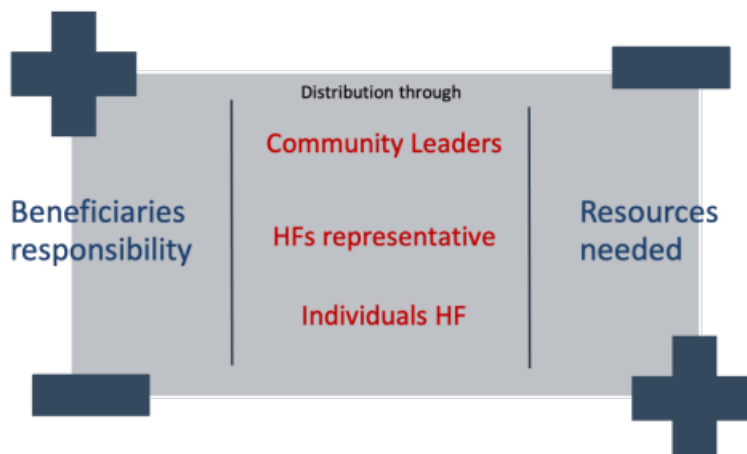 Distribution through
Community Leaders
Beneficiaries
responsibility
HFs representative
Individuals HF
Resources
needed